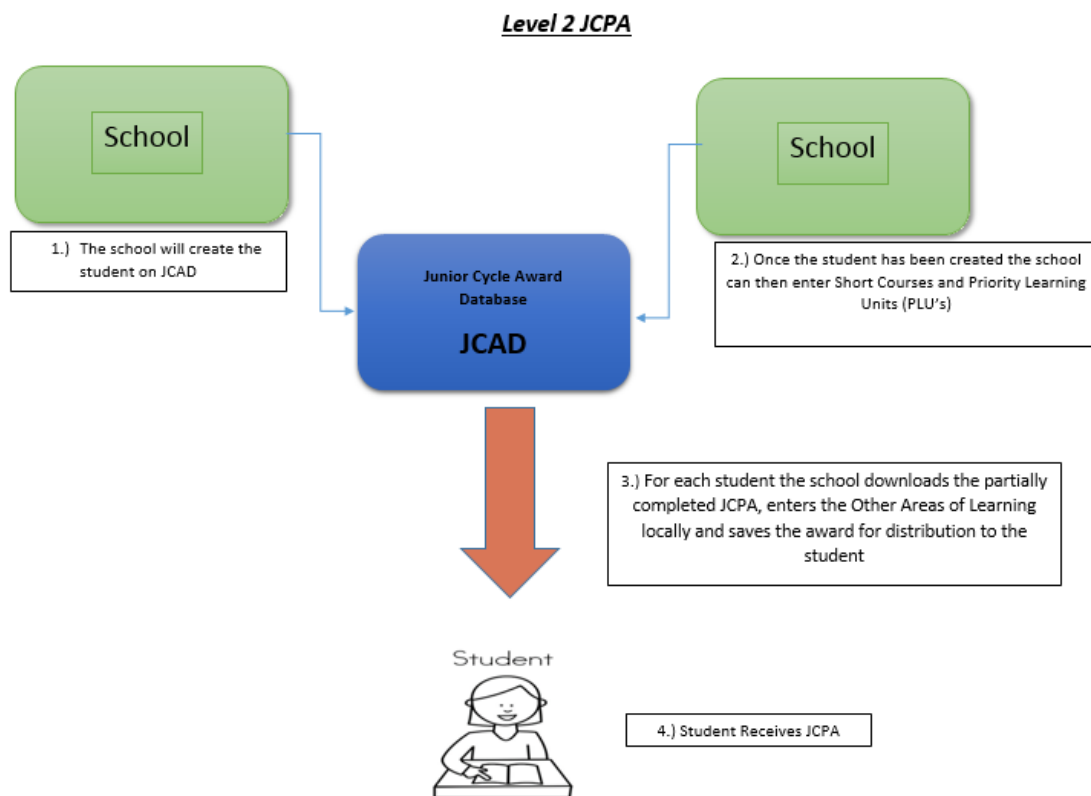 Level 2 JCPA
School
School
1.) The school will create the
student on JCAD
2.) Once the student has been created the school
can then enter Short Courses and Priority Learning
Units (PLU's)
Junior Cycle Award
Database
JCAD
3.) For each student the school downloads the partially
completed JCPA, enters the Other Areas of Learning
locally and saves the award for distribution to the
student
Student
4.) Student Receives JCPA